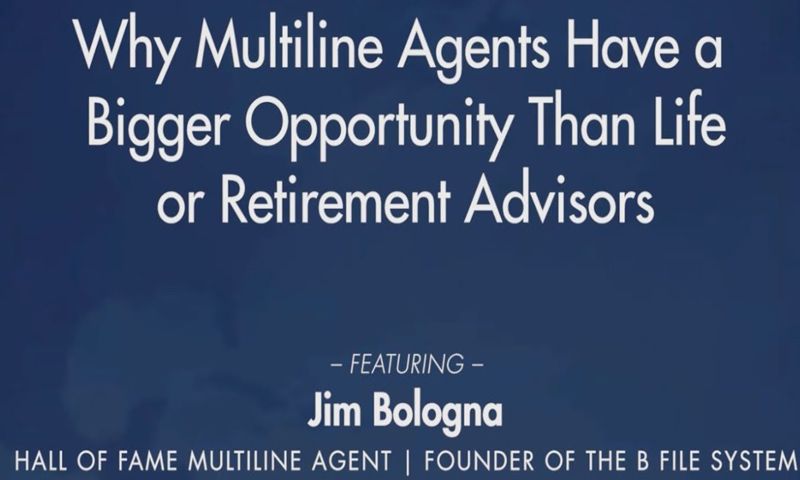 Why Multiline Agents Have a
Bigger Opportunity Than Life
or Retirement Advisors
– FEATURING –
Jim Bologna
HALL OF FAME MULTILINE AGENT | FOUNDER OF THE B FILE SYSTEM